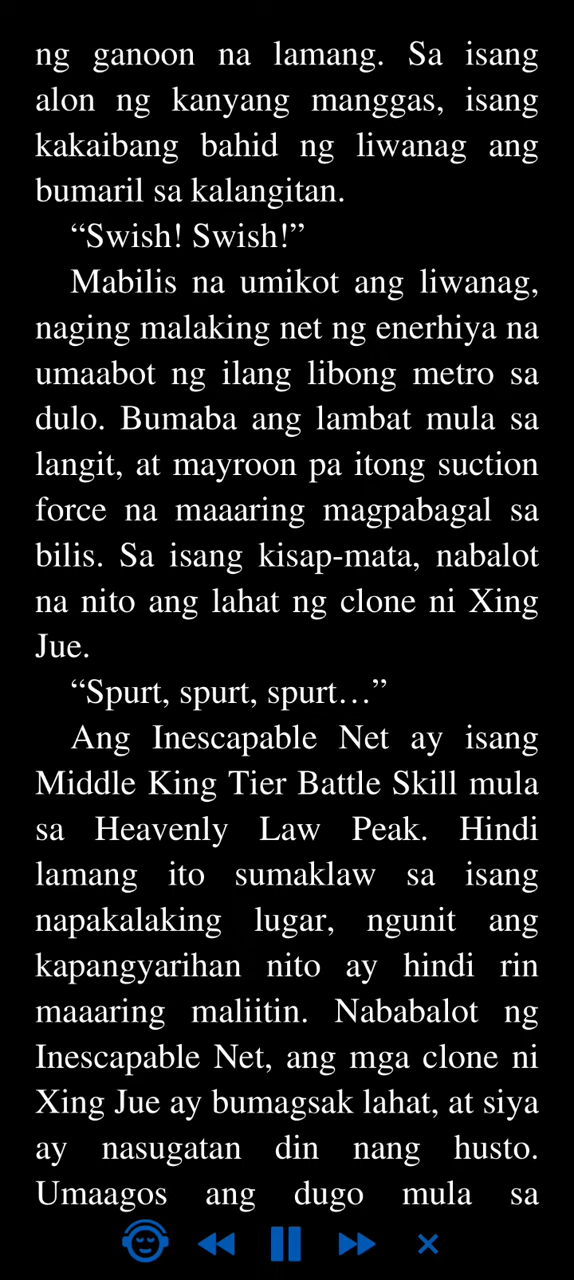 ng ganoon na lamang. Sa isang
alon ng kanyang manggas, isang
kakaibang bahid ng liwanag ang
bumaril sa kalangitan.
“Swish! Swish!”
Mabilis na umikot ang liwanag,
naging malaking net ng enerhiya na
umaabot ng ilang libong metro sa
dulo. Bumaba ang lambat mula sa
langit, at mayroon pa itong suction
force na maaaring magpabagal sa
bilis. Sa isang kisap-mata, nabalot
na nito ang lahat ng clone ni Xing
Jue.
“Spurt, spurt, spurt…”
Ang Inescapable Net ay isang
Middle King Tier Battle Skill mula
sa Heavenly Law Peak. Hindi
lamang ito sumaklaw sa isang
napakalaking lugar, ngunit ang
kapangyarihan nito ay hindi rin
maaaring maliitin. Nababalot ng
Inescapable Net, ang mga clone ni
Xing Jue ay bumagsak lahat, at siya
ay nasugatan din nang husto.
Umaagos ang dugo mula sa